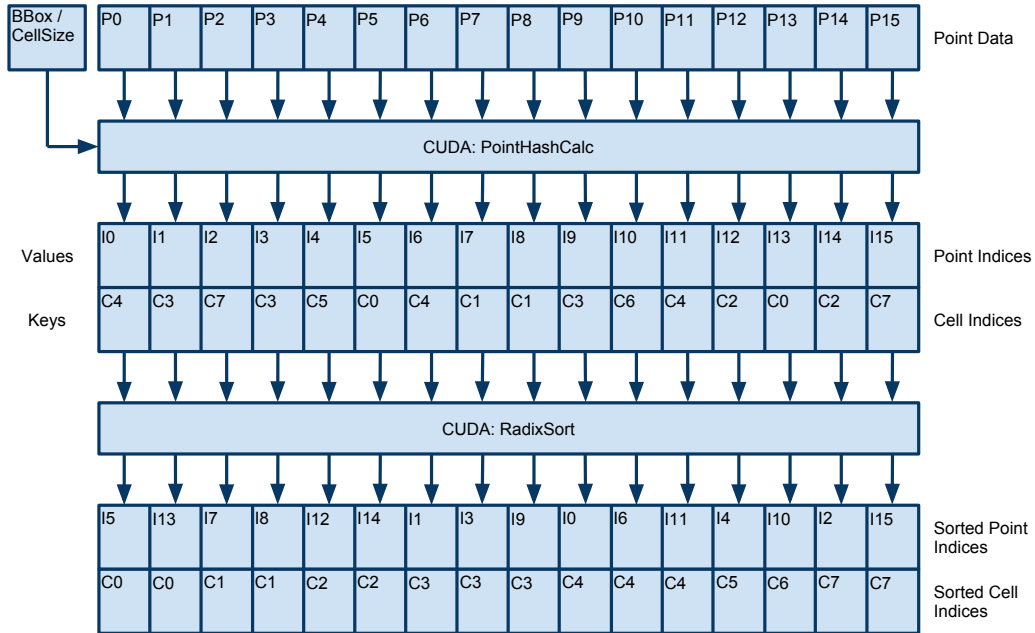 BBox /
CellSize
P0 P1 P2 P3 P4 P5 P6 P7 P8 P9 P10 P11 P12 P13 P14 P15
Point Data
CUDA: PointHashCalc
Values
I0 I1 I2 I3 I4 I5 I6 I7 I8 I9 I10 I11 I12 I13 I14 I15
Point Indices
Keys
C4 C3 C7 C3 C5 C0 C4 C1 C1 C3 C6 C4 C2 C0 C2 C7
Cell Indices
CUDA: RadixSort
I5 I13 I7 I8 I12 I14 I1 I3 I9 I0 I6 I11 I4 I10 I2 I15
Sorted Point
Indices
C0 C0 C1 C1 C2 C2 C3 C3 C3 C4 C4 C4 C5 C6 C7 C7
Sorted Cell
Indices